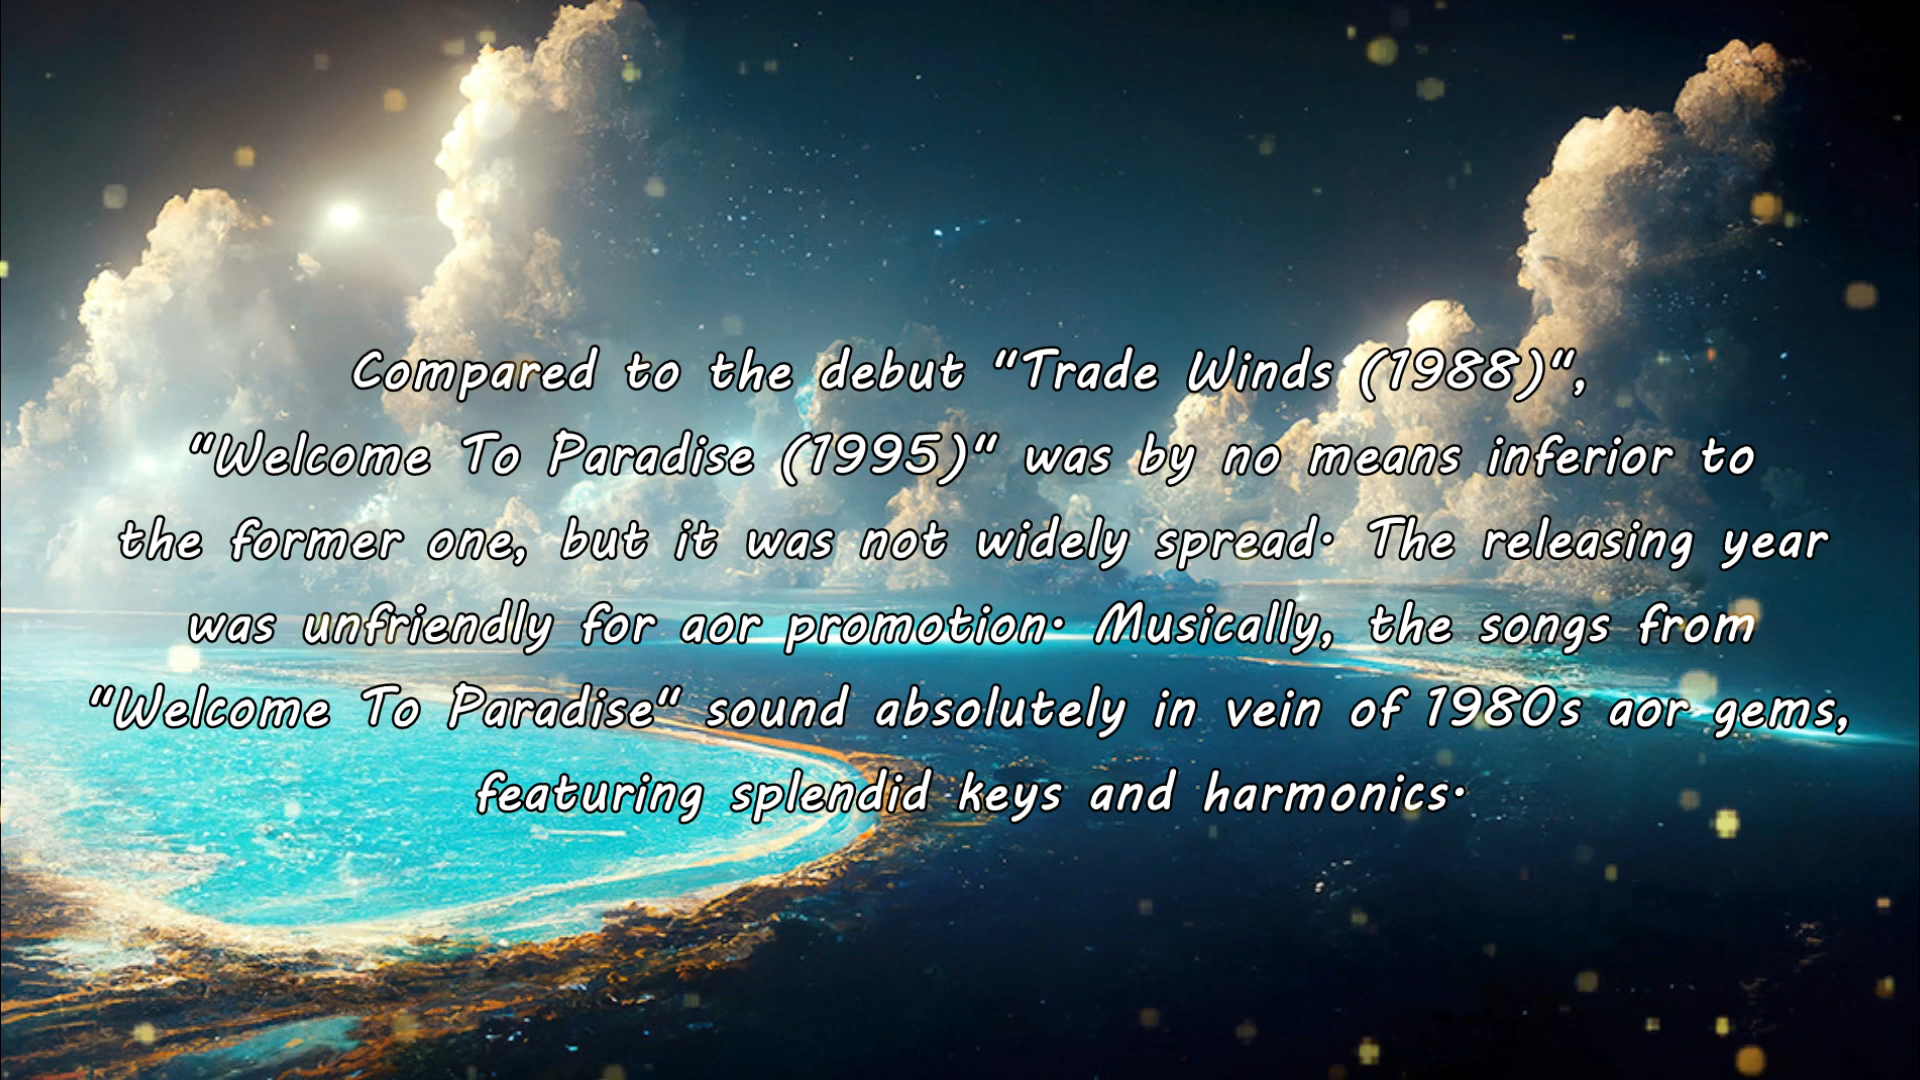 Compared to the debut “Trade Winds (1988)“,
“Welcome To Paradise (1995)“ was by no means inferior to
the former one, but it was not widely spread. The releasing year
was unfriendly for aor promotion. Musically, the songs from
“Welcome To Paradise“ sound absolutely in vein of 1980s aor gems,
featuring splendid keys and harmonics.